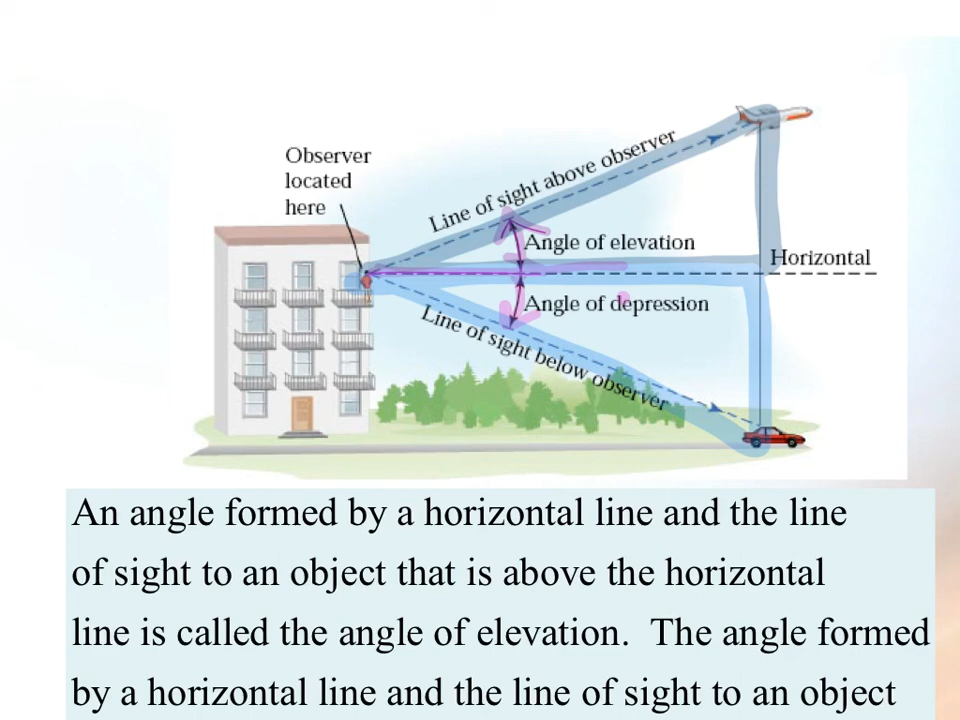 Observer
located
here
Line of sight above observer
Angle of elevation
Horizontal
Angle of depression
Line of sight below observer
An angle formed by a horizontal line and the line
of sight to an object that is above the horizontal
line is called the angle of elevation.  The angle formed
by a horizontal line and the line of sight to an object